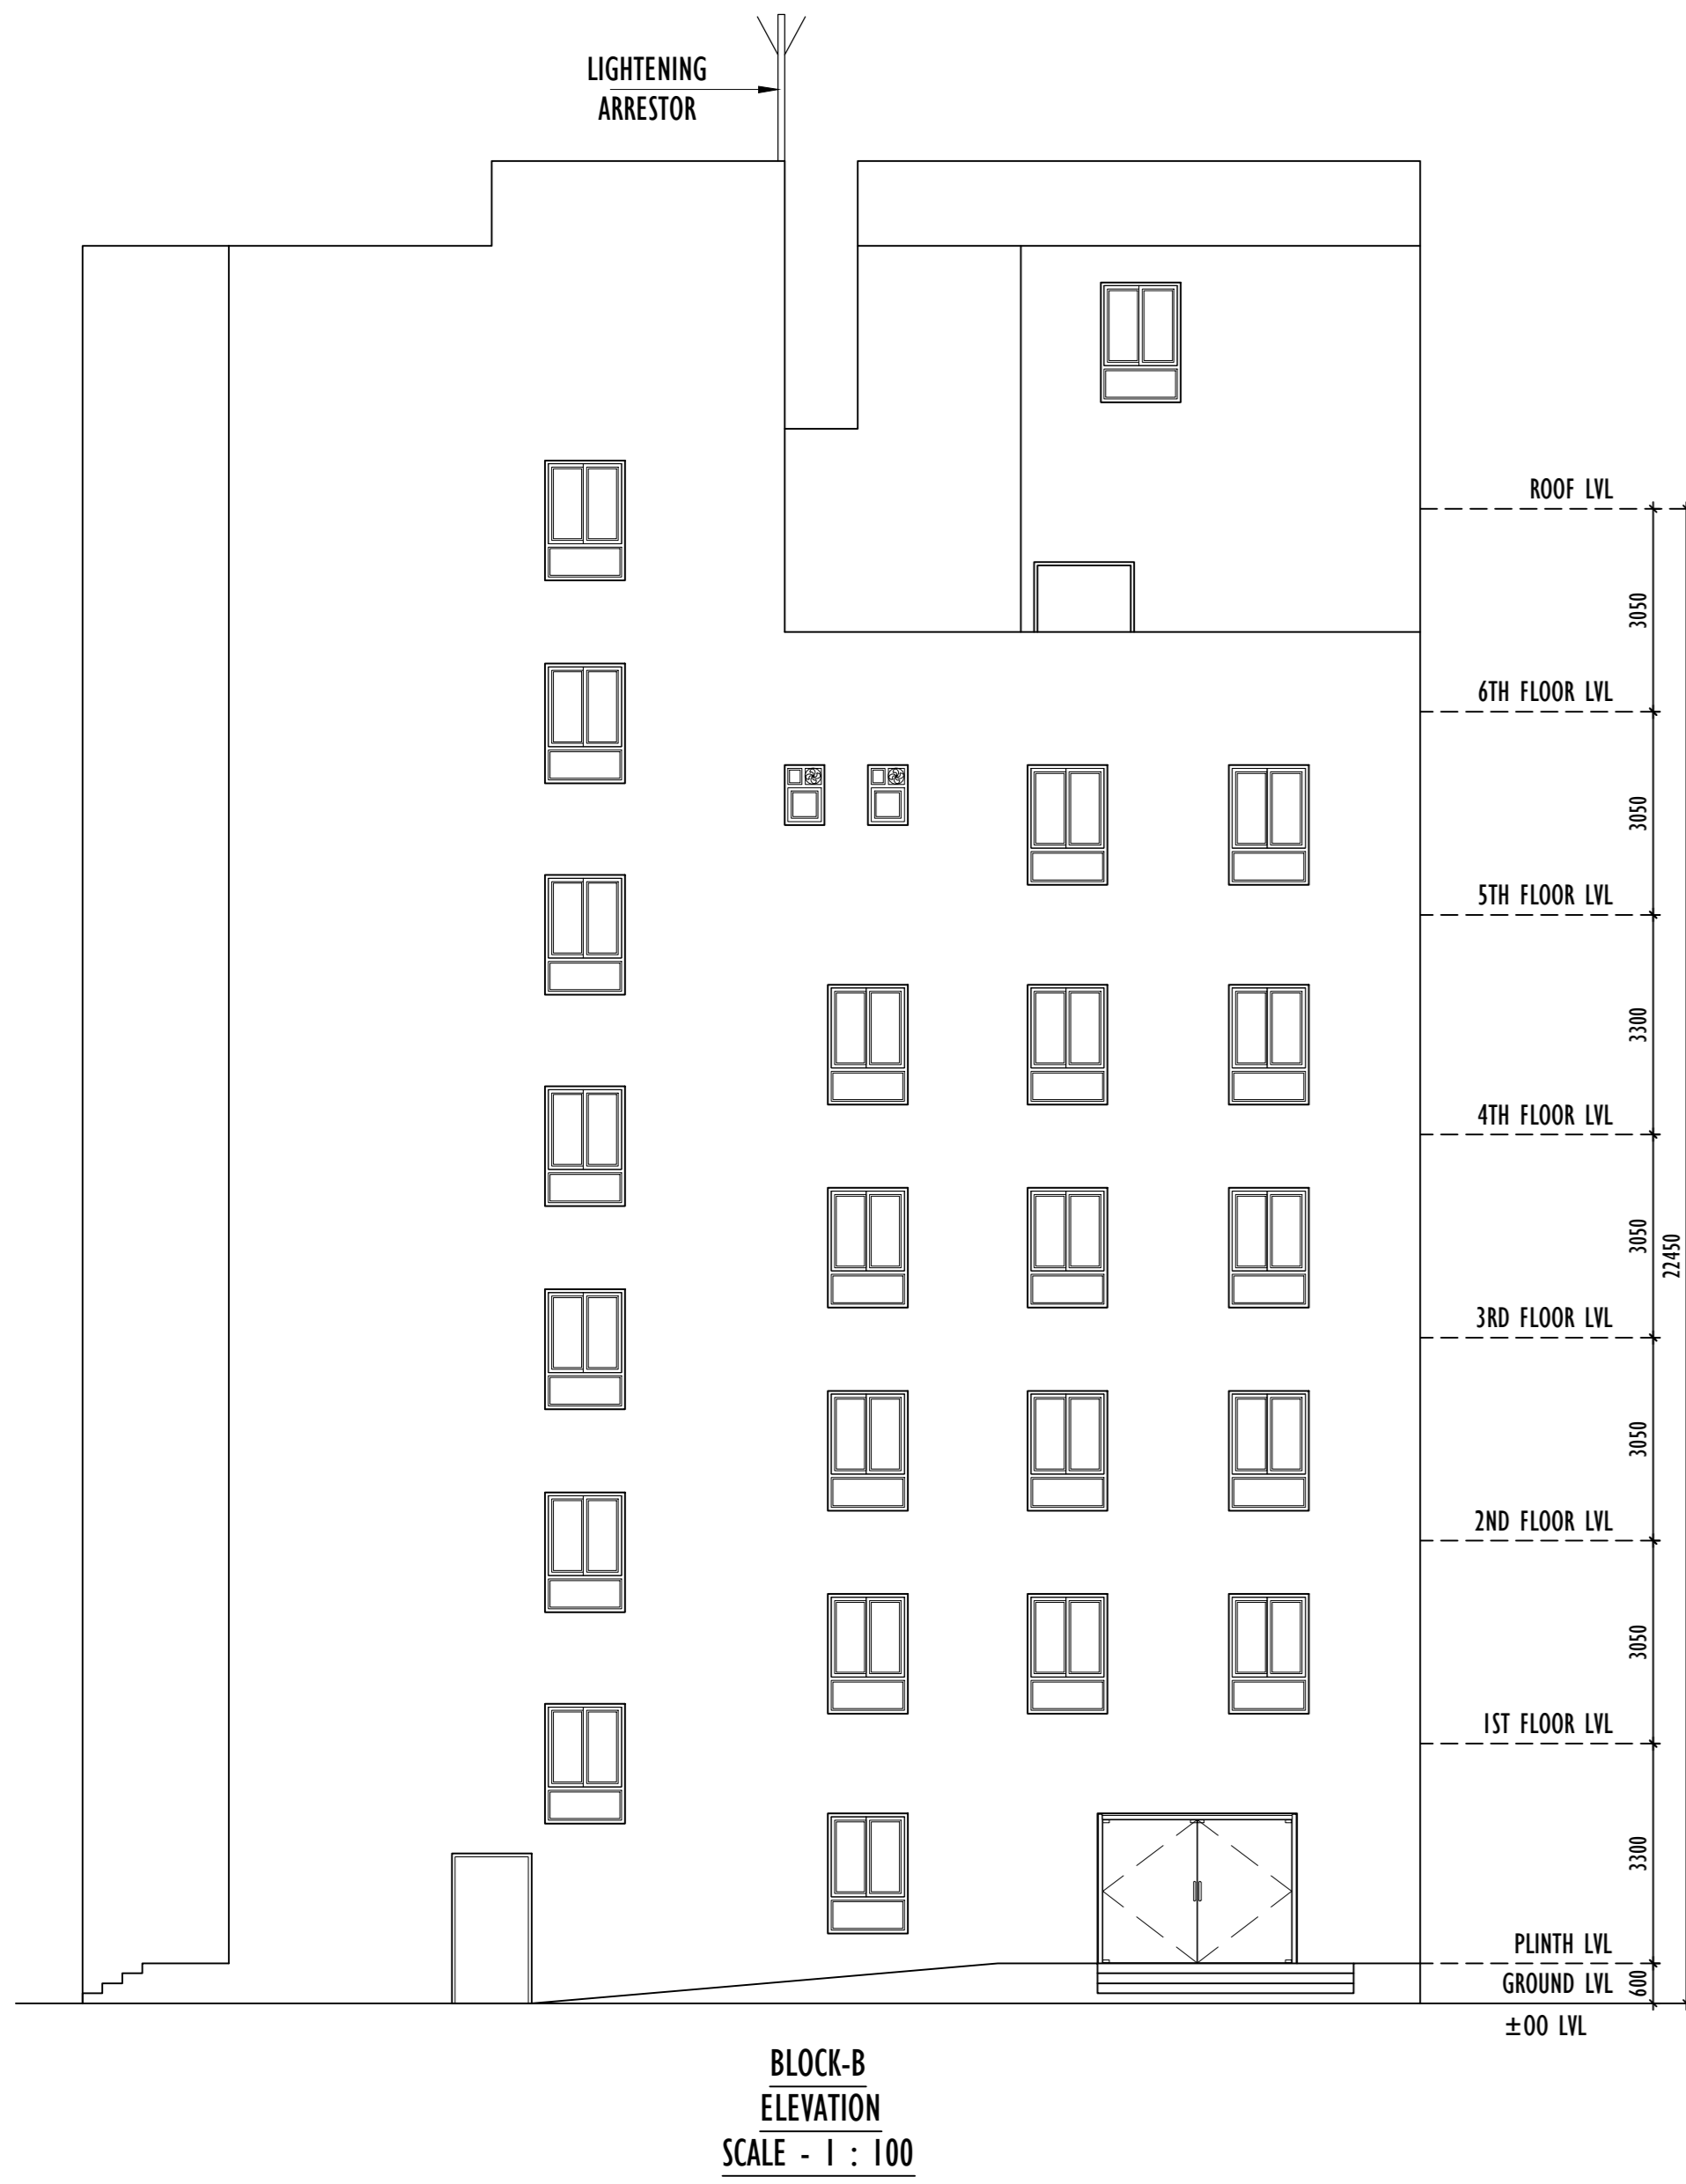 LIGHTENING
ARRESTOR
ROOF LVL
3050
6TH FLOOR LVL
3050
5TH FLOOR LVL
3300
4TH FLOOR LVL
3050
22450
3RD FLOOR LVL
3050
2ND FLOOR LVL
3050
1ST FLOOR LVL
3300
PLINTH LVL
GROUND LVL
600
±00 LVL
BLOCK-B
ELEVATION
SCALE - 1 : 100